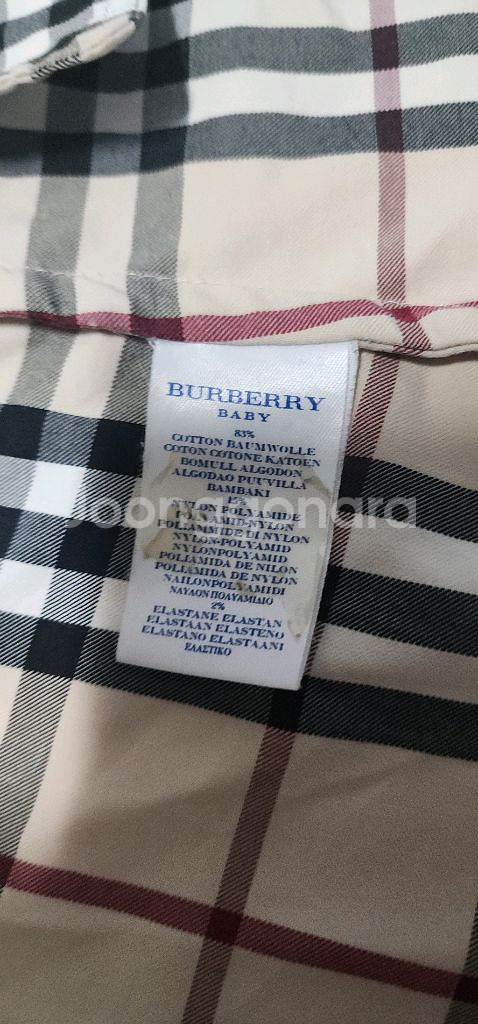 BURBERRY
BABY
83%
COTTON BAUMWOLLE
COTON COTONE KATOEN
BOMULL ALGODON
ALGODAO PUUVILLA
BAMBAKI
NYLON POLYAMIDE
POLYAMID-NYLON
POLIAMMIDE DI NYLON
NYLON-POLYAMID
NYLONPOLYAMID
POLIAMIDA DE NILON
POLIAMIDA DE NYLON
NAILONPOLYAMIDI
ΝΑΥΛΟΝ ΠΟΛΥΑΜΙΔΙΟ
2%
ELASTANE ELASTAN
ELASTAAN ELASTENO
ELASTANO ELASTAANI
ΕΛΑΣΤΙΚΟ